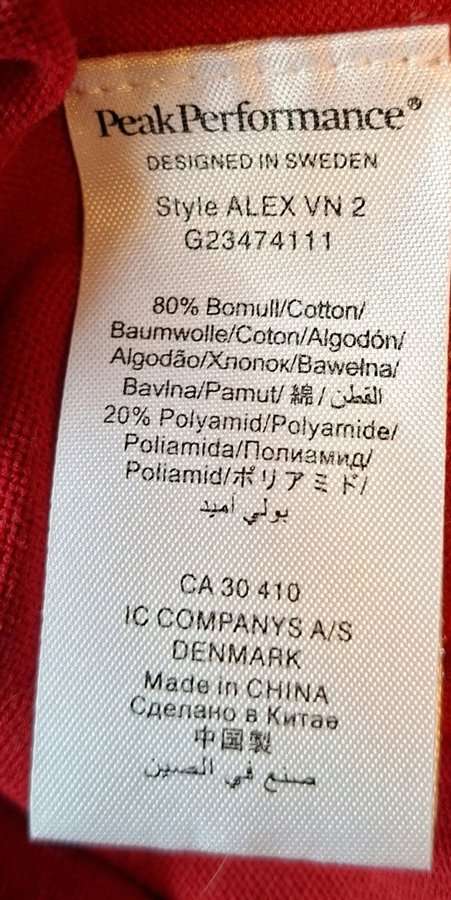 PeakPerformance®
DESIGNED IN SWEDEN
Style ALEX VN 2
G23474111
80% Bomull/Cotton/
Baumwolle/Coton/Algodón/
Algodão/Хлопок/Bawełna/
Bavlna/Pamut/ 綿 / القطن
20% Polyamid/Polyamide/
Poliamida/Полиамид/
Poliamid/ポリアミド/
بولي أميد
CA 30 410
IC COMPANYS A/S
DENMARK
Made in CHINA
Сделано в Китае
中国製
صنع في الصين